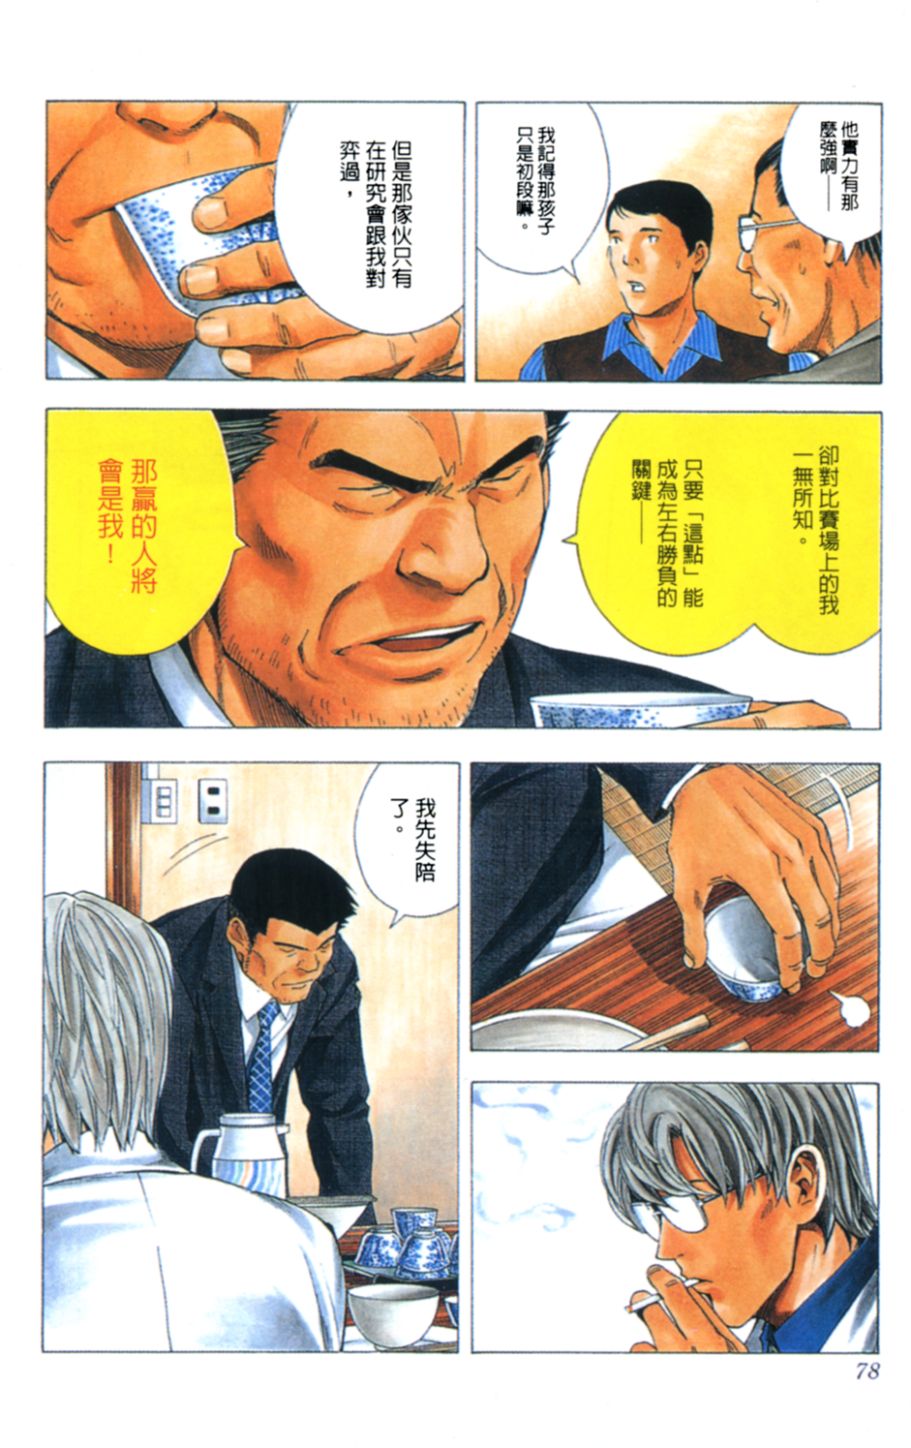 他實力有那
麼強啊——
我記得那孩子
只是初段嘛。
但是那傢伙只有
在研究會跟我對
弈過，
卻對比賽場上的我
一無所知。
只要「這點」能
成為左右勝負的
關鍵——
那贏的人將
會是我！
我先失陪
了。
78